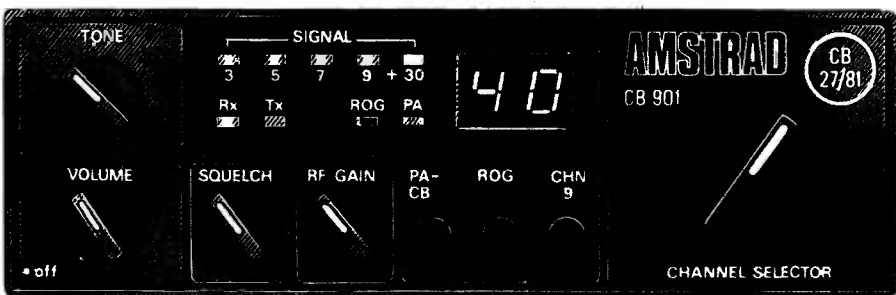 TONE
SIGNAL
3 5 7 9 + 30
Rx Tx ROG PA
40
AMSTRAD
CB 901
CB
27/81
VOLUME
SQUELCH
RF GAIN
PA-
CB
ROG
CHN
9
• off
CHANNEL SELECTOR